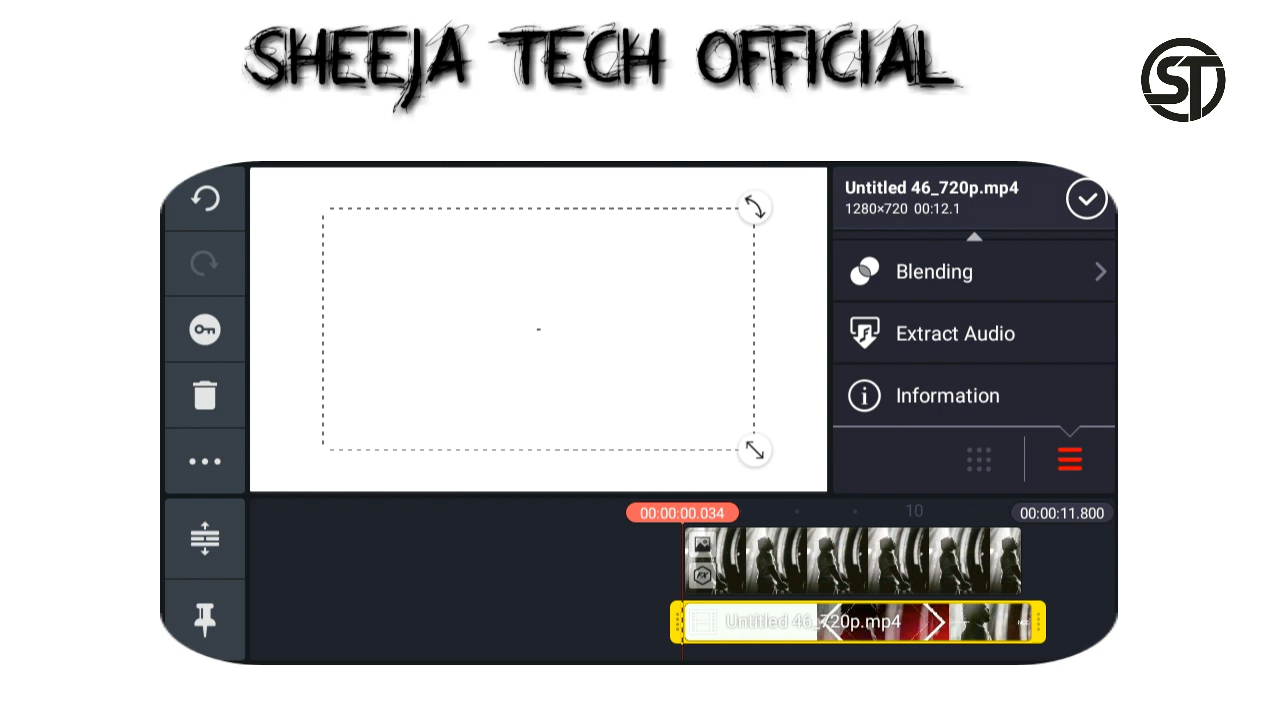 SHEEJA TECH OFFICIAL
ST
Untitled 46_720p.mp4
1280×720 00:12.1
Blending
Extract Audio
Information
00:00:00.034
10
00:00:11.800
FX
Untitled 46_720p.mp4